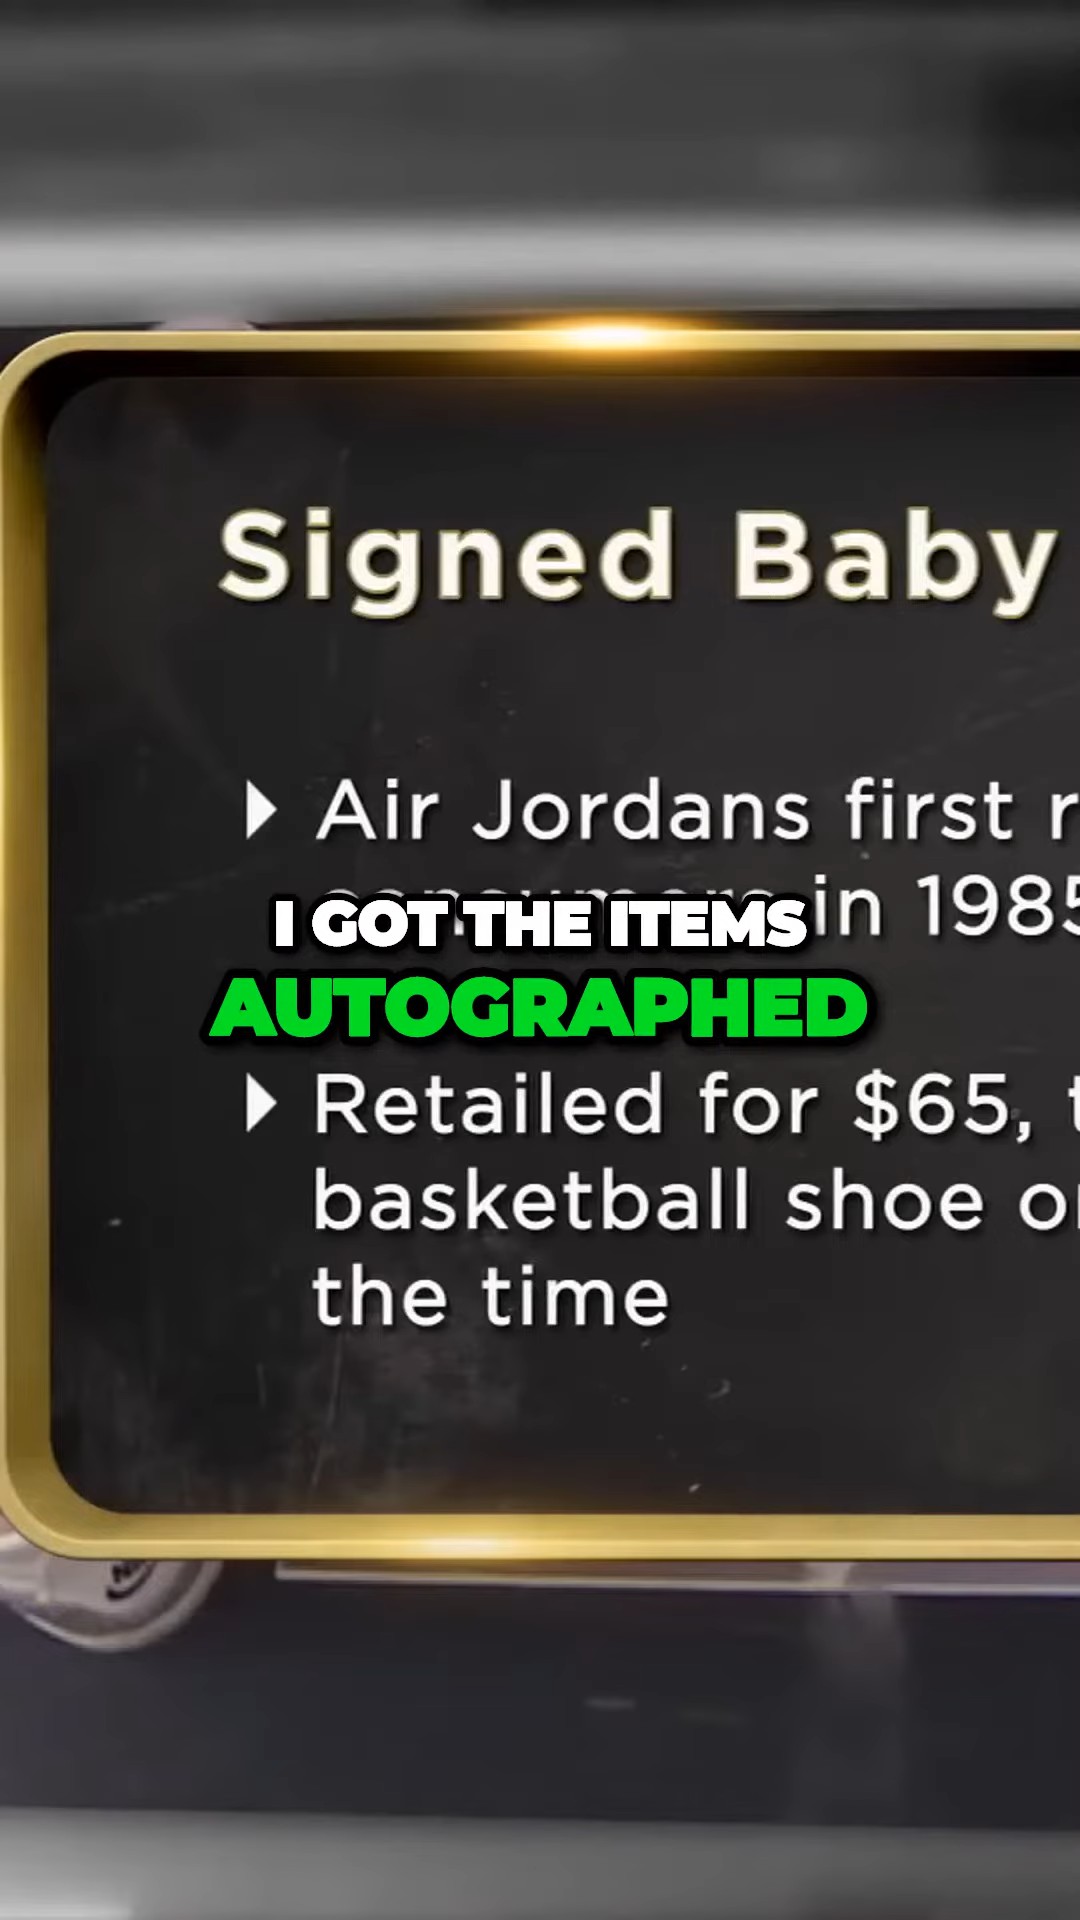 Signed Baby
Air Jordans first
in 1985
I GOT THE ITEMS
AUTOGRAPHED
Retailed for $65,
basketball shoe
the time